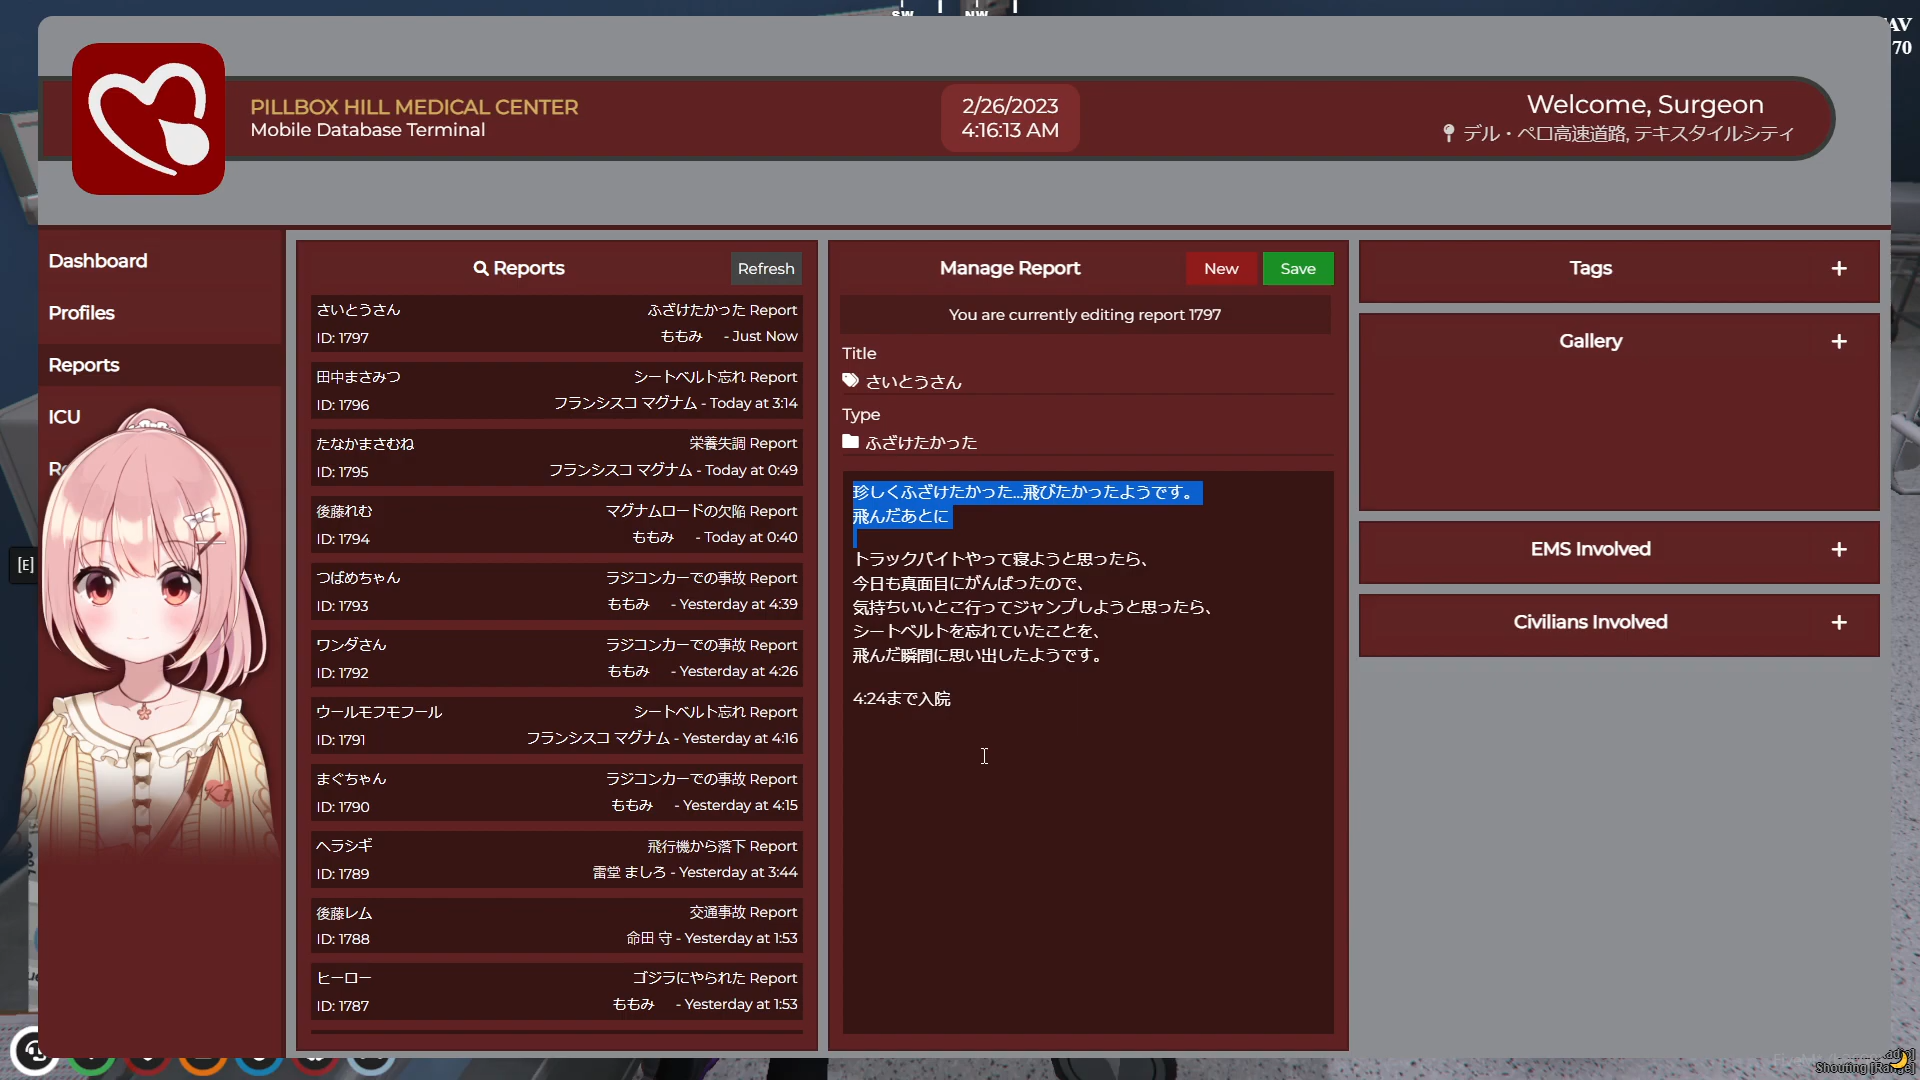 SW
NW
AV
70
PILLBOX HILL MEDICAL CENTER
Mobile Database Terminal
2/26/2023
4:16:13 AM
Welcome, Surgeon
デル・ペロ高速道路, テキスタイルシティ
Dashboard
Profiles
Reports
ICU
[E]
Reports
Refresh
さいとうさん
ふざけたかった Report
ID: 1797
ももみ - Just Now
田中まさみつ
シートベルト忘れ Report
ID: 1796
フランシスコ マグナム - Today at 3:14
たなかまさむね
栄養失調 Report
ID: 1795
フランシスコ マグナム - Today at 0:49
後藤れむ
マグナムロードの欠陥 Report
ID: 1794
ももみ - Today at 0:40
つばめちゃん
ラジコンカーでの事故 Report
ID: 1793
ももみ - Yesterday at 4:39
ワンダさん
ラジコンカーでの事故 Report
ID: 1792
ももみ - Yesterday at 4:26
ウールモフモフール
シートベルト忘れ Report
ID: 1791
フランシスコ マグナム - Yesterday at 4:16
まぐちゃん
ラジコンカーでの事故 Report
ID: 1790
ももみ - Yesterday at 4:15
ヘラシギ
飛行機から落下 Report
ID: 1789
雷堂 ましろ - Yesterday at 3:44
後藤レム
交通事故 Report
ID: 1788
命田 守 - Yesterday at 1:53
ヒーロー
ゴジラにやられた Report
ID: 1787
ももみ - Yesterday at 1:53
Manage Report
New
Save
You are currently editing report 1797
Title
さいとうさん
Type
ふざけたかった
珍しくふざけたかった...飛びたかったようです。
飛んだあとに
トラックバイトやって寝ようと思ったら、
今日も真面目にがんばったので、
気持ちいいとこ行ってジャンプしようと思ったら、
シートベルトを忘れていたことを、
飛んだ瞬間に思い出したようです。
4:24まで入院
Tags
Gallery
EMS Involved
Civilians Involved
Shouting [Range]